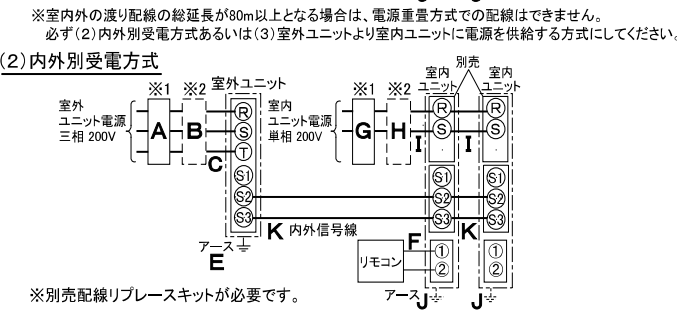 ※室内外の渡り配線の総延長が80m以上となる場合は、電源重畳方式での配線はできません。
必ず(2)内外別受電方式あるいは(3)室外ユニットより室内ユニットに電源を供給する方式にしてください。
(2)内外別受電方式
※1 ※2 室外ユニット ※1 ※2 室内ユニット 別売 室内ユニット
室外
ユニット電源
三相 200V
A B C
R
S
T
S1
S2
S3
室内
ユニット電源
単相 200V
G H I I
R
S
S1
S2
S3
R
S
S1
S2
S3
K 内外信号線 K
アース
E
リモコン F
①
②
①
②
アース J J
※別売配線リプレースキットが必要です。